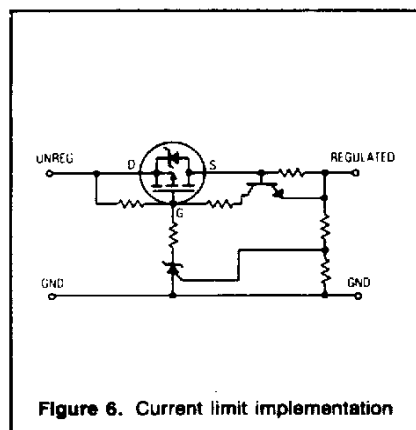 UNREG D S REGULATED
G
GND GND
Figure 6. Current limit implementation